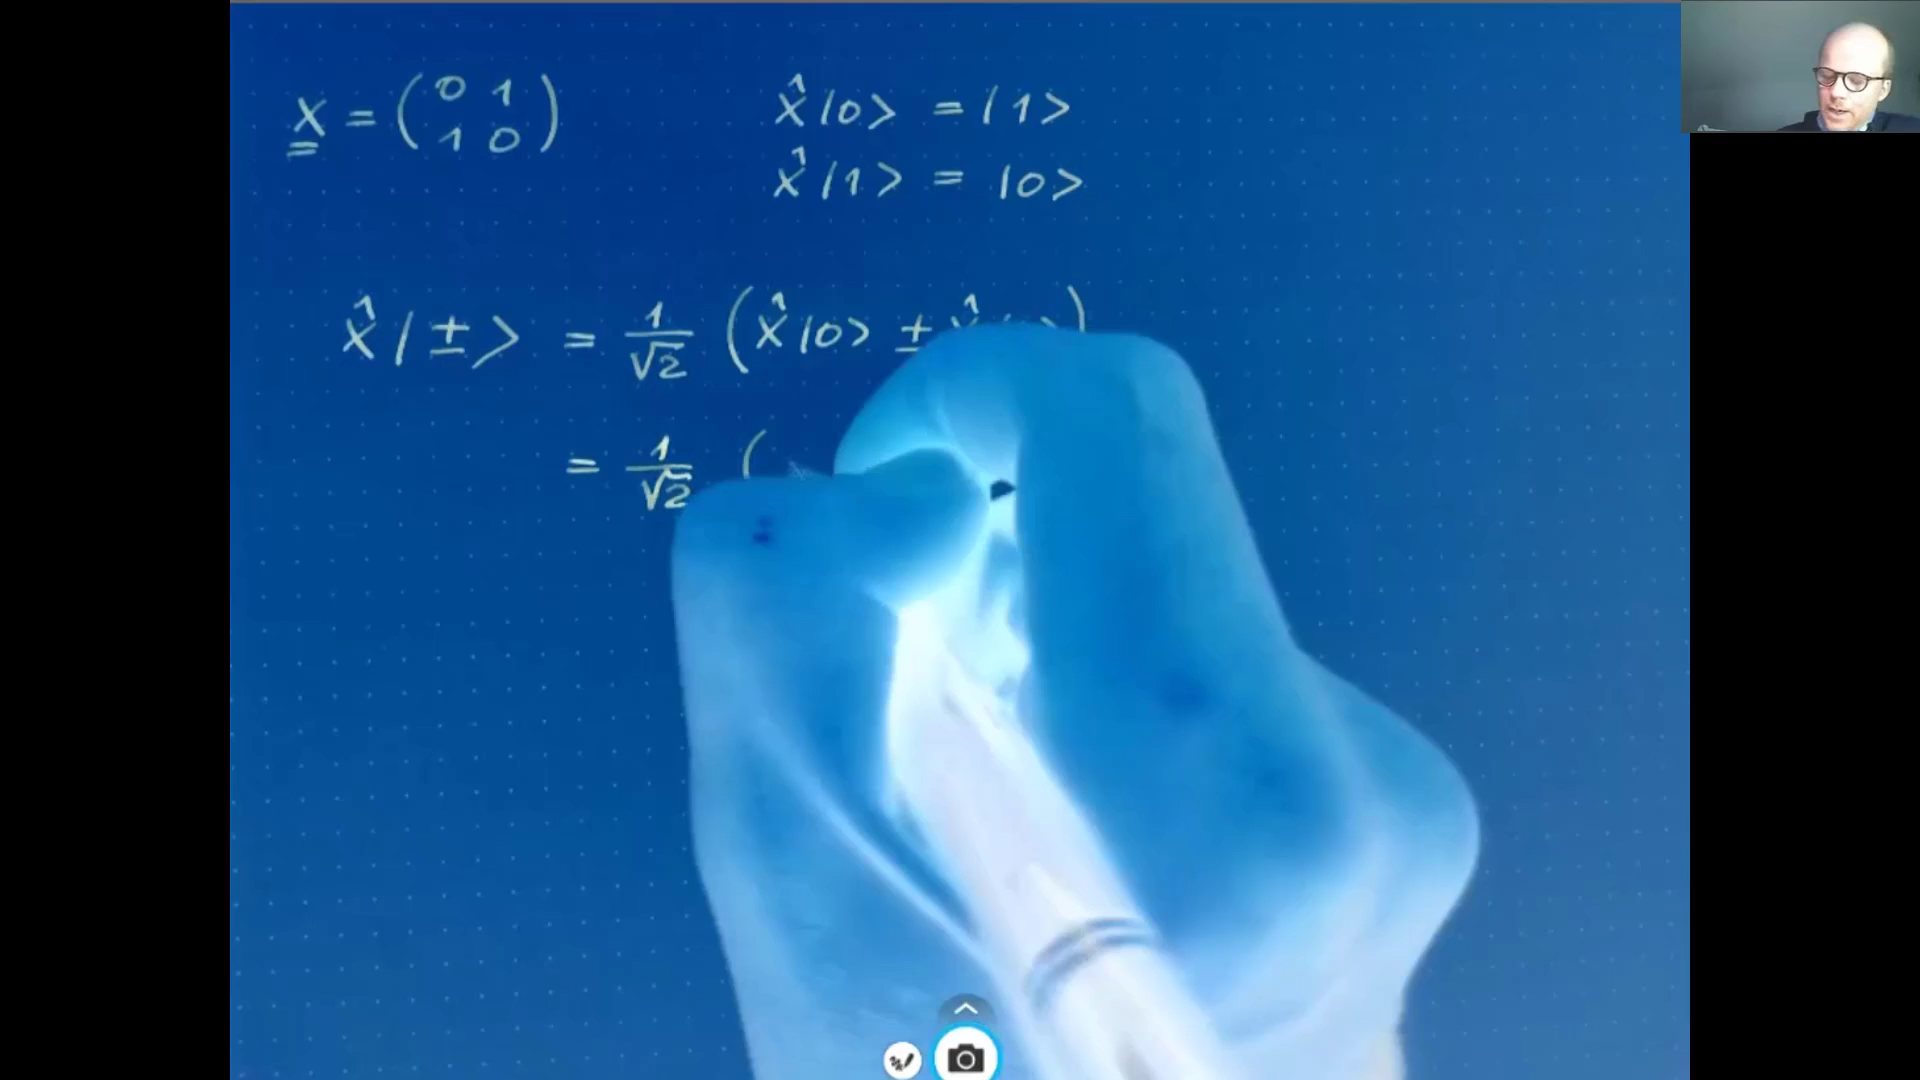 X = ( 0 1
1 0 )
X̂|0> = |1>
X̂|1> = |0>
X̂|±> = 1/√2 (X̂|0> ±
= 1/√2 (